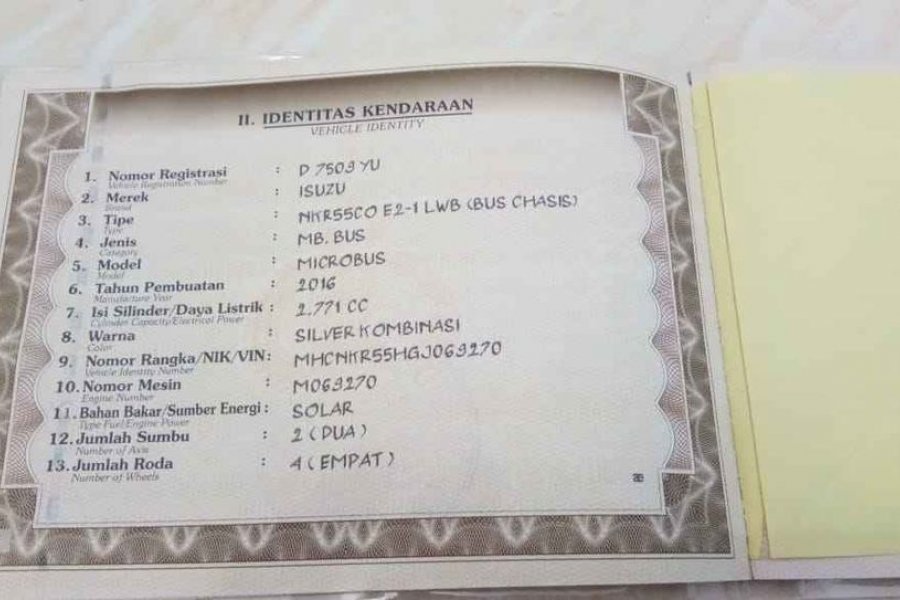 II. IDENTITAS KENDARAAN
VEHICLE IDENTITY
1. Nomor Registrasi : D 7509 YU
Vehicle Registration Number
2. Merek : ISUZU
Brand
3. Tipe : NKR55CO E2-1 LWB (BUS CHASIS)
Type
4. Jenis : MB. BUS
Category
5. Model : MICROBUS
Model
6. Tahun Pembuatan : 2016
Manufacture Year
7. Isi Silinder/Daya Listrik : 2.771 CC
Cylinder Capacity/Electrical Power
8. Warna : SILVER KOMBINASI
Color
9. Nomor Rangka/NIK/VIN: MHCNKR55HGJ069270
Vehicle Identity Number
10. Nomor Mesin : M069270
Engine Number
11. Bahan Bakar/Sumber Energi : SOLAR
Type Fuel/Engine Power
12. Jumlah Sumbu : 2 (DUA)
Number of Axis
13. Jumlah Roda : 4 (EMPAT)
Number of Wheels